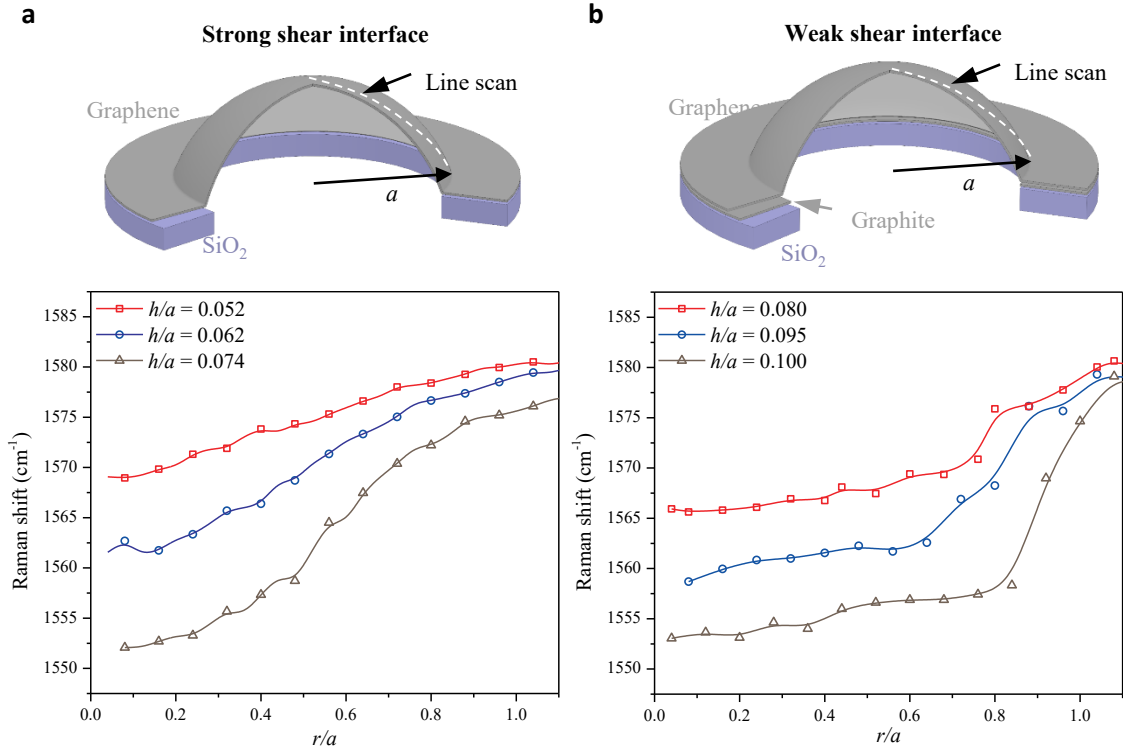 a
Strong shear interface
Line scan
Graphene
a
SiO2
h/a = 0.052
h/a = 0.062
h/a = 0.074
1585
1580
1575
1570
1565
1560
1555
1550
Raman shift (cm-1)
0.0 0.2 0.4 0.6 0.8 1.0
r/a
b
Weak shear interface
Line scan
Graphene
a
Graphite
SiO2
h/a = 0.080
h/a = 0.095
h/a = 0.100
1585
1580
1575
1570
1565
1560
1555
1550
Raman shift (cm-1)
0.0 0.2 0.4 0.6 0.8 1.0
r/a